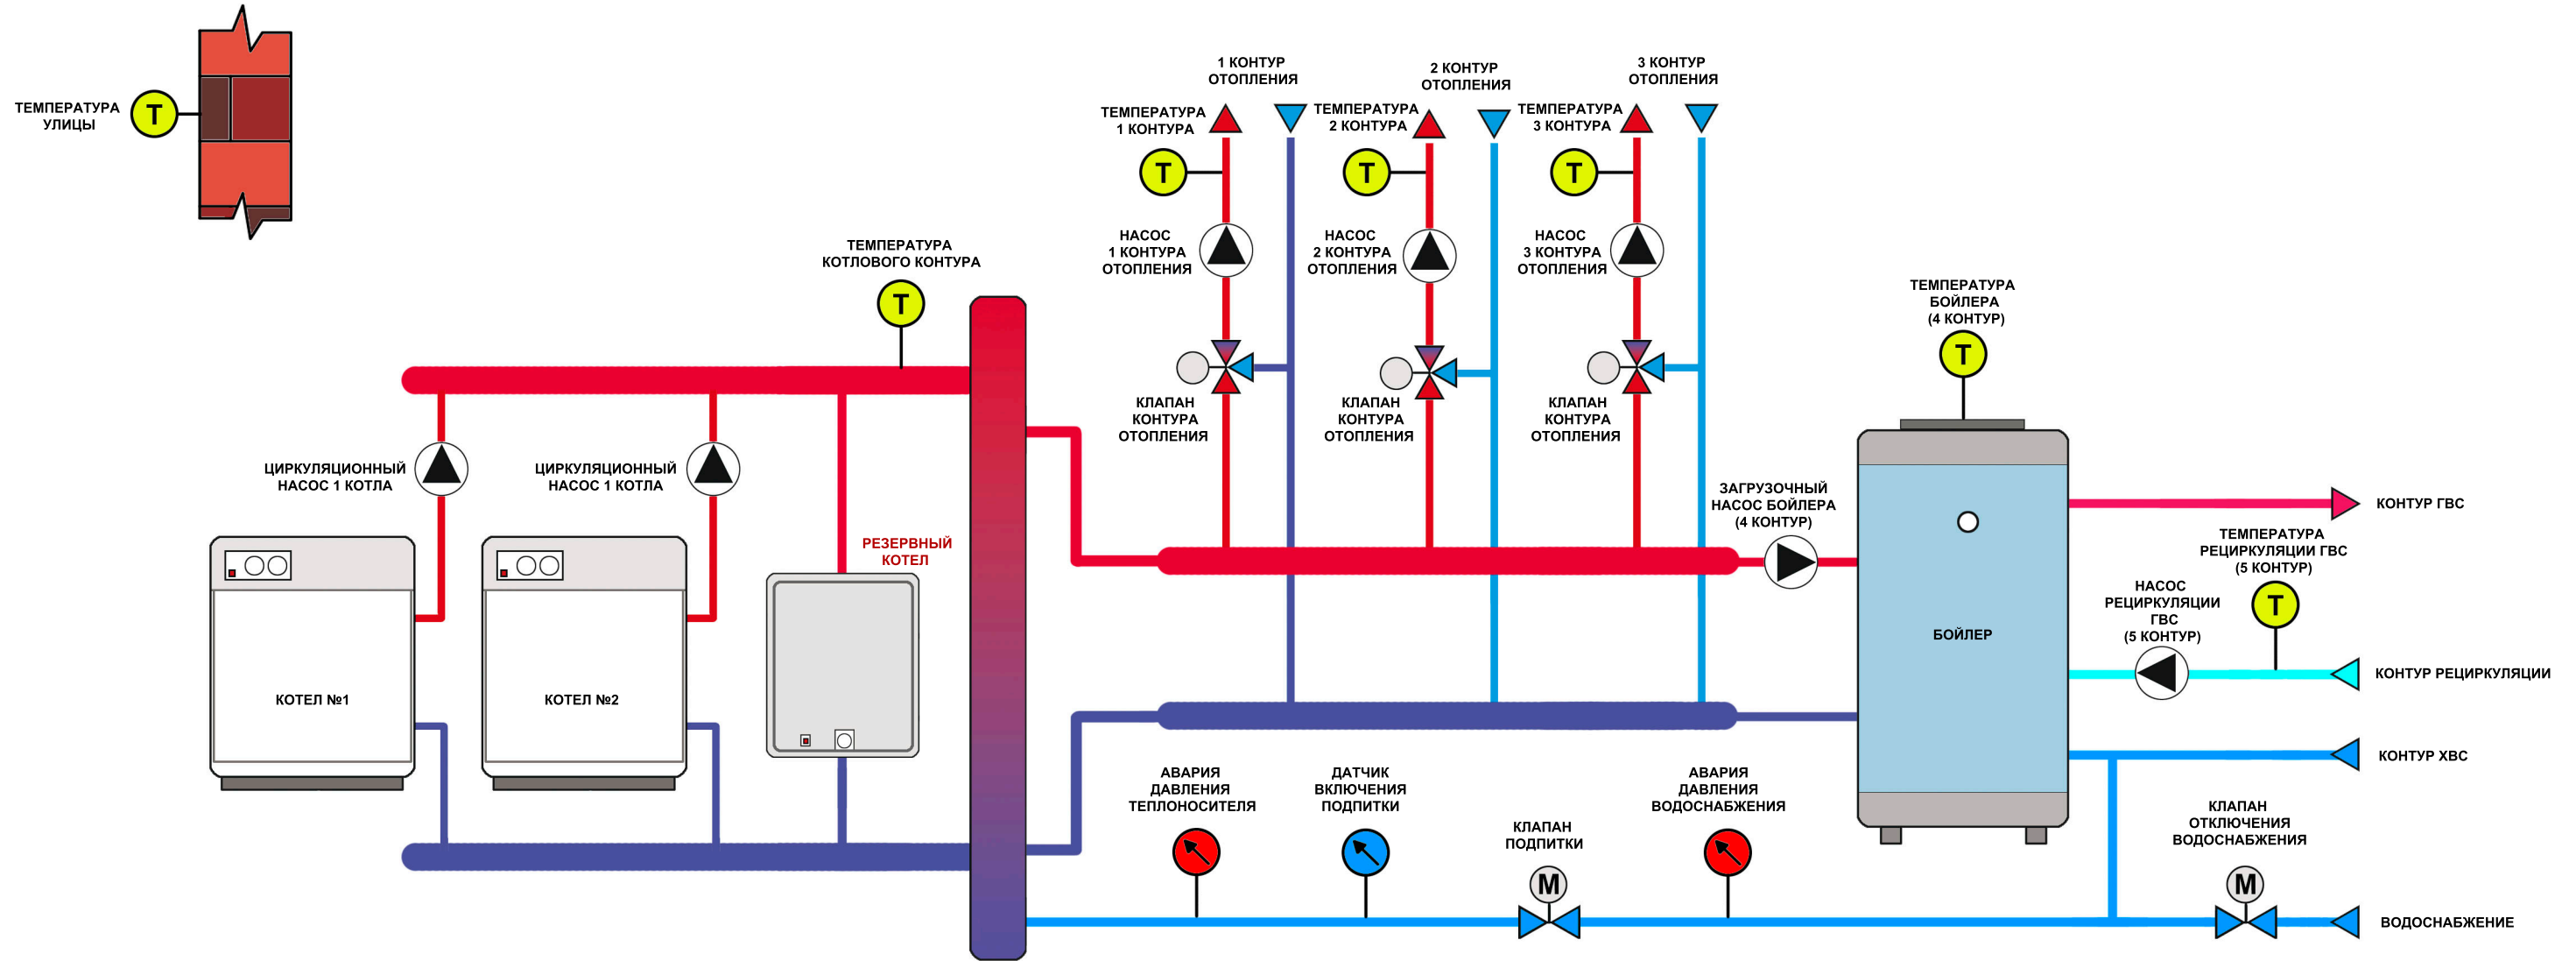 ТЕМПЕРАТУРА
УЛИЦЫ
T
1 КОНТУР
ОТОПЛЕНИЯ
2 КОНТУР
ОТОПЛЕНИЯ
3 КОНТУР
ОТОПЛЕНИЯ
ТЕМПЕРАТУРА
1 КОНТУРА
ТЕМПЕРАТУРА
2 КОНТУРА
ТЕМПЕРАТУРА
3 КОНТУРА
T
T
T
НАСОС
1 КОНТУРА
ОТОПЛЕНИЯ
НАСОС
2 КОНТУРА
ОТОПЛЕНИЯ
НАСОС
3 КОНТУРА
ОТОПЛЕНИЯ
ТЕМПЕРАТУРА
КОТЛОВОГО КОНТУРА
T
ТЕМПЕРАТУРА
БОЙЛЕРА
(4 КОНТУР)
T
КЛАПАН
КОНТУРА
ОТОПЛЕНИЯ
КЛАПАН
КОНТУРА
ОТОПЛЕНИЯ
КЛАПАН
КОНТУРА
ОТОПЛЕНИЯ
ЦИРКУЛЯЦИОННЫЙ
НАСОС 1 КОТЛА
ЦИРКУЛЯЦИОННЫЙ
НАСОС 1 КОТЛА
РЕЗЕРВНЫЙ
КОТЕЛ
ЗАГРУЗОЧНЫЙ
НАСОС БОЙЛЕРА
(4 КОНТУР)
КОНТУР ГВС
ТЕМПЕРАТУРА
РЕЦИРКУЛЯЦИИ ГВС
(5 КОНТУР)
T
НАСОС
РЕЦИРКУЛЯЦИИ
ГВС
(5 КОНТУР)
БОЙЛЕР
КОНТУР РЕЦИРКУЛЯЦИИ
КОТЕЛ №1
КОТЕЛ №2
КОНТУР ХВС
АВАРИЯ
ДАВЛЕНИЯ
ТЕПЛОНОСИТЕЛЯ
ДАТЧИК
ВКЛЮЧЕНИЯ
ПОДПИТКИ
КЛАПАН
ПОДПИТКИ
M
АВАРИЯ
ДАВЛЕНИЯ
ВОДОСНАБЖЕНИЯ
КЛАПАН
ОТКЛЮЧЕНИЯ
ВОДОСНАБЖЕНИЯ
M
ВОДОСНАБЖЕНИЕ